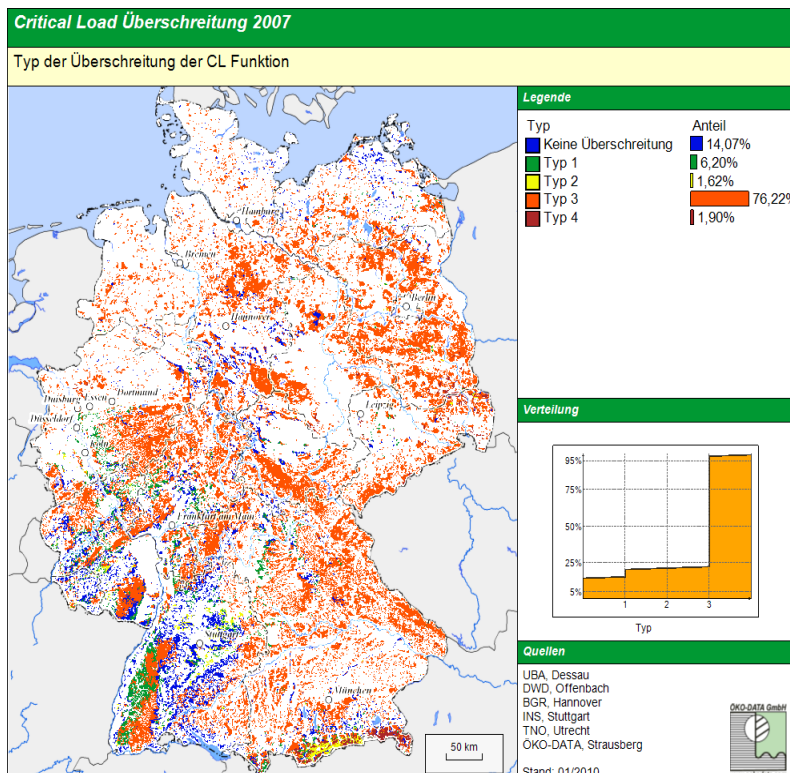 Critical Load Überschreitung 2007
Typ der Überschreitung der CL Funktion
Hamburg
Bremen
Berlin
Hannover
Duisburg
Essen
Dortmund
Düsseldorf
Köln
Leipzig
Frankfurt am Main
Stuttgart
München
50 km
Legende
Typ Anteil
Keine Überschreitung 14,07%
Typ 1 6,20%
Typ 2 1,62%
Typ 3 76,22%
Typ 4 1,90%
Verteilung
95%
75%
50%
25%
5%
1 2 3
Typ
Quellen
UBA, Dessau
DWD, Offenbach
BGR, Hannover
INS, Stuttgart
TNO, Utrecht
ÖKO-DATA, Strausberg
Stand: 01/2010
ÖKO-DATA GmbH